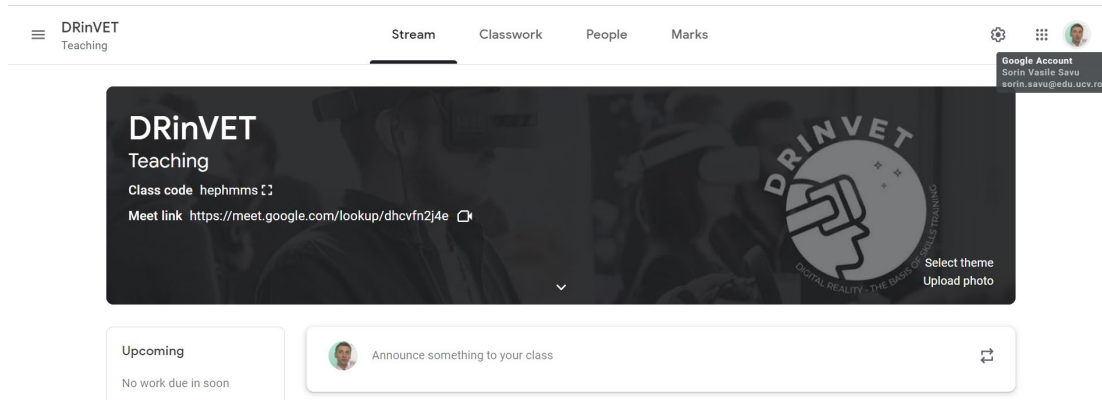 DRinVET
Teaching
Stream
Classwork
People
Marks
Google Account
Sorin Vasile Savu
sorin.savu@edu.ucv.ro
DRinVET
Teaching
Class code hephmms
Meet link https://meet.google.com/lookup/dhcvfn2j4e
DRINVET
DIGITAL REALITY - THE BASIS OF SKILLS TRAINING
Select theme
Upload photo
Upcoming
No work due in soon
Announce something to your class